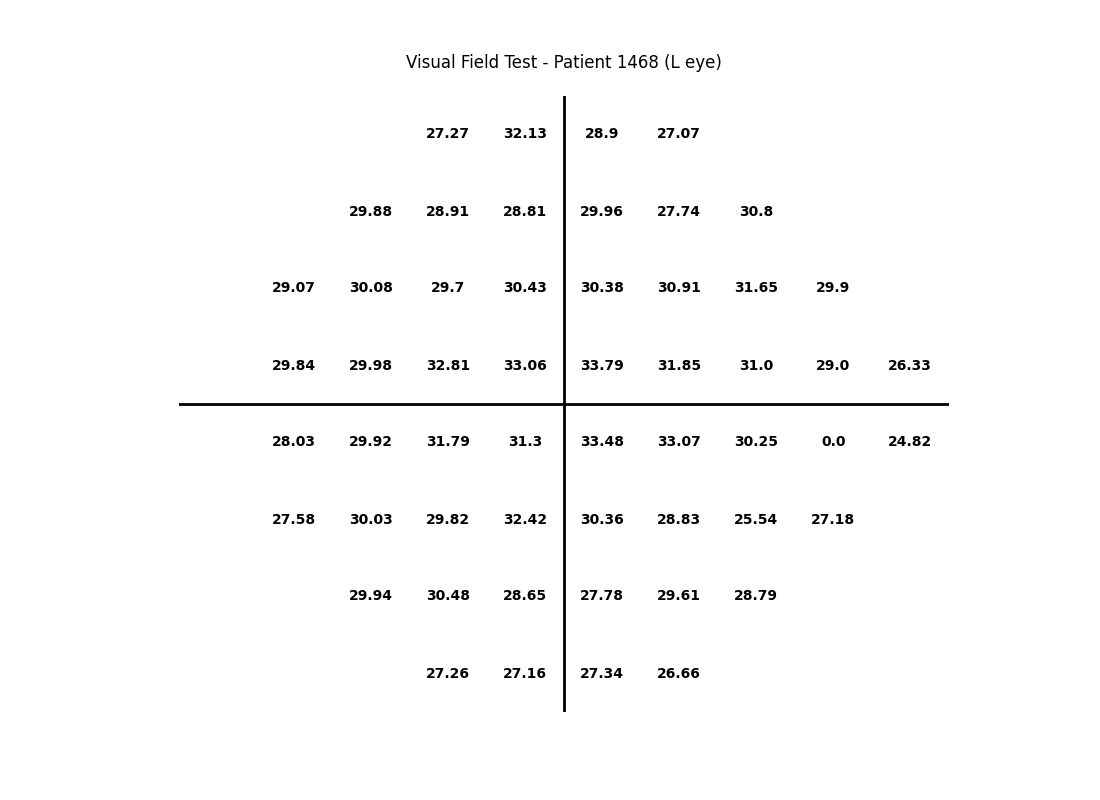 Visual Field Test - Patient 1468 (L eye)
27.27 32.13 28.9 27.07
29.88 28.91 28.81 29.96 27.74 30.8
29.07 30.08 29.7 30.43 30.38 30.91 31.65 29.9
29.84 29.98 32.81 33.06 33.79 31.85 31.0 29.0 26.33
28.03 29.92 31.79 31.3 33.48 33.07 30.25 0.0 24.82
27.58 30.03 29.82 32.42 30.36 28.83 25.54 27.18
29.94 30.48 28.65 27.78 29.61 28.79
27.26 27.16 27.34 26.66